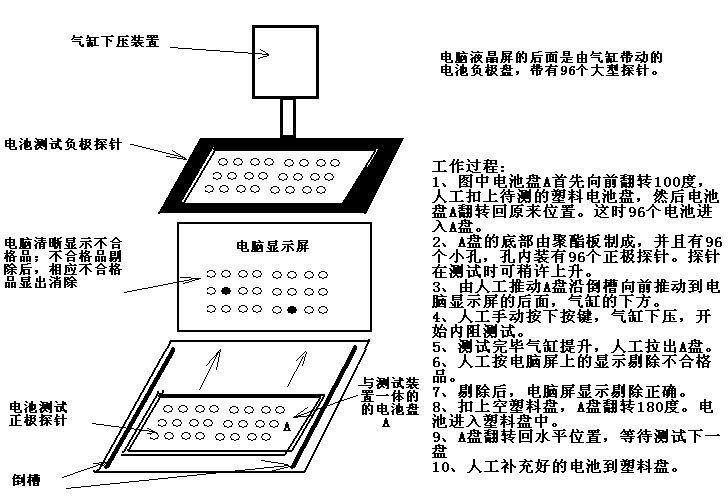 气缸下压装置
电脑液晶屏的后面是由气缸带动的
电池负极盘，带有96个大型探针。
电池测试负极探针
电脑清晰显示不合
格品；不合格品剔
除后，相应不合格
品显出消除
电脑显示屏
与测试装
置一体的
的电池盘
A
A
电池测试
正极探针
倒槽
工作过程：
1、图中电池盘A首先向前翻转100度，
人工扣上待测的塑料电池盘，然后电池
盘A翻转回原来位置。这时96个电池进
入A盘。
2、A盘的底部由聚酯板制成，并且有96
个小孔，孔内装有96个正极探针。探针
在测试时可稍许上升。
3、由人工推动A盘沿倒槽向前推动到电
脑显示屏的后面，气缸的下方。
4、人工手动按下按键，气缸下压，开
始内阻测试。
5、测试完毕气缸提升，人工拉出A盘。
6、人工按电脑屏上的显示剔除不合格
品。
7、剔除后，电脑屏显示剔除正确。
8、扣上空塑料盘，A盘翻转180度。电
池进入塑料盘中。
9、A盘翻转回水平位置，等待测试下一
盘
10、人工补充好的电池到塑料盘。